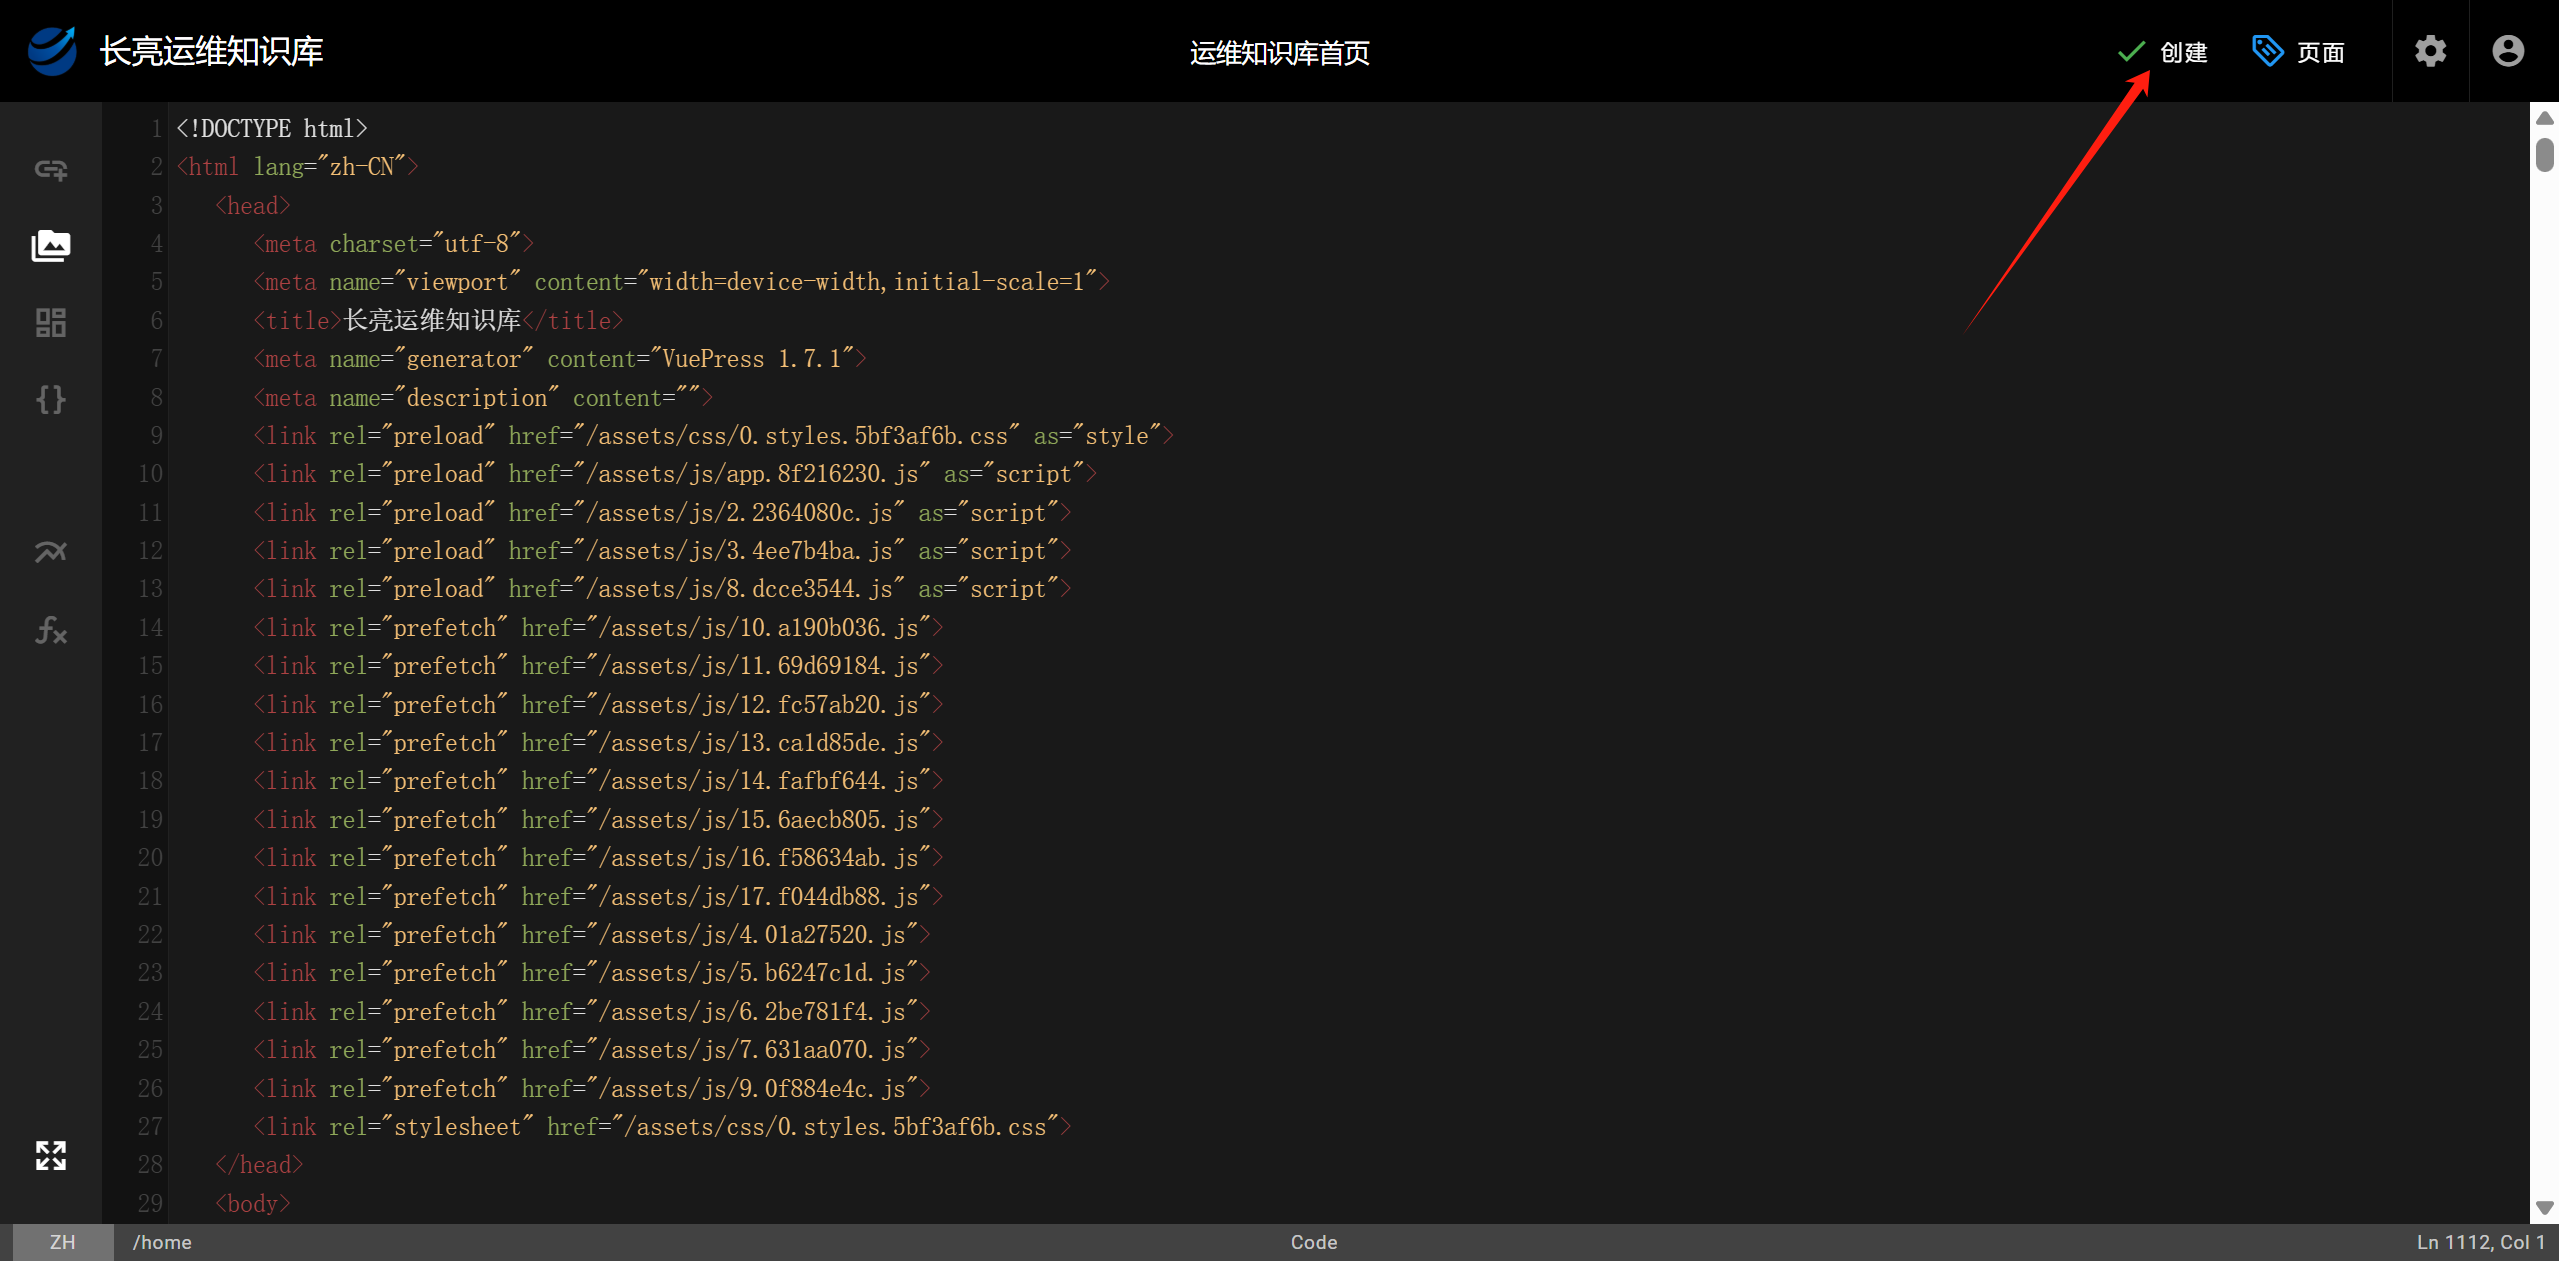 长亮运维知识库
运维知识库首页
创建
页面
1 <!DOCTYPE html>
2 <html lang="zh-CN">
3 <head>
4 <meta charset="utf-8">
5 <meta name="viewport" content="width=device-width,initial-scale=1">
6 <title>长亮运维知识库</title>
7 <meta name="generator" content="VuePress 1.7.1">
8 <meta name="description" content="">
9 <link rel="preload" href="/assets/css/0.styles.5bf3af6b.css" as="style">
10 <link rel="preload" href="/assets/js/app.8f216230.js" as="script">
11 <link rel="preload" href="/assets/js/2.2364080c.js" as="script">
12 <link rel="preload" href="/assets/js/3.4ee7b4ba.js" as="script">
13 <link rel="preload" href="/assets/js/8.dcce3544.js" as="script">
14 <link rel="prefetch" href="/assets/js/10.a190b036.js">
15 <link rel="prefetch" href="/assets/js/11.69d69184.js">
16 <link rel="prefetch" href="/assets/js/12.fc57ab20.js">
17 <link rel="prefetch" href="/assets/js/13.ca1d85de.js">
18 <link rel="prefetch" href="/assets/js/14.fafbf644.js">
19 <link rel="prefetch" href="/assets/js/15.6aecb805.js">
20 <link rel="prefetch" href="/assets/js/16.f58634ab.js">
21 <link rel="prefetch" href="/assets/js/17.f044db88.js">
22 <link rel="prefetch" href="/assets/js/4.01a27520.js">
23 <link rel="prefetch" href="/assets/js/5.b6247c1d.js">
24 <link rel="prefetch" href="/assets/js/6.2be781f4.js">
25 <link rel="prefetch" href="/assets/js/7.631aa070.js">
26 <link rel="prefetch" href="/assets/js/9.0f884e4c.js">
27 <link rel="stylesheet" href="/assets/css/0.styles.5bf3af6b.css">
28 </head>
29 <body>
ZH
/home
Code
Ln 1112, Col 1